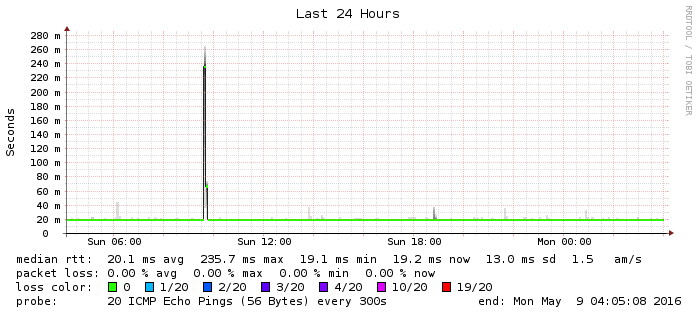 Last 24 Hours
RRDTOOL / TOBI OETIKER
Seconds
280 m
260 m
240 m
220 m
200 m
180 m
160 m
140 m
120 m
100 m
80 m
60 m
40 m
20 m
0
Sun 06:00 Sun 12:00 Sun 18:00 Mon 00:00
median rtt: 20.1 ms avg 235.7 ms max 19.1 ms min 19.2 ms now 13.0 ms sd 1.5 am/s
packet loss: 0.00 % avg 0.00 % max 0.00 % min 0.00 % now
loss color: 0 1/20 2/20 3/20 4/20 10/20 19/20
probe: 20 ICMP Echo Pings (56 Bytes) every 300s end: Mon May 9 04:05:08 2016